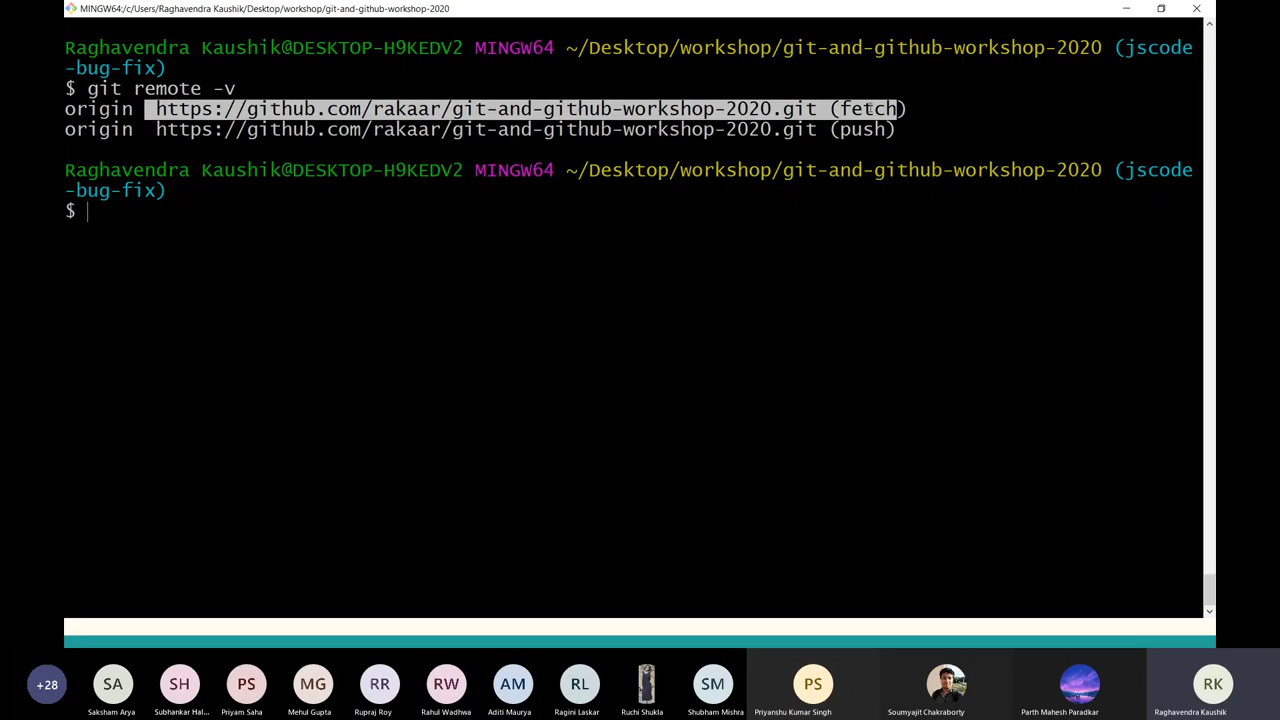 MINGW64:/c/Users/Raghavendra Kaushik/Desktop/workshop/git-and-github-workshop-2020
Raghavendra Kaushik@DESKTOP-H9KEDV2 MINGW64 ~/Desktop/workshop/git-and-github-workshop-2020 (jscode
-bug-fix)
$ git remote -v
origin  https://github.com/rakaar/git-and-github-workshop-2020.git (fetch)
origin  https://github.com/rakaar/git-and-github-workshop-2020.git (push)
Raghavendra Kaushik@DESKTOP-H9KEDV2 MINGW64 ~/Desktop/workshop/git-and-github-workshop-2020 (jscode
-bug-fix)
$
+28 SA SH PS MG RR RW AM RL SM PS RK
Saksham Arya Subhankar Hal... Priyam Saha Mehul Gupta Rupraj Roy Rahul Wadhwa Aditi Maurya Ragini Laskar Ruchi Shukla Shubham Mishra Priyanshu Kumar Singh Soumyajit Chakraborty Parth Mahesh Paradkar Raghavendra Kaushik